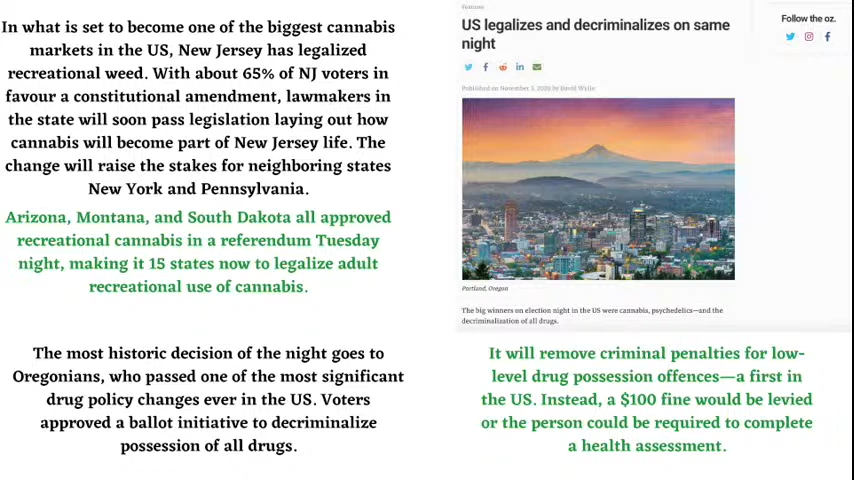 In what is set to become one of the biggest cannabis
markets in the US, New Jersey has legalized
recreational weed. With about 65% of NJ voters in
favour a constitutional amendment, lawmakers in
the state will soon pass legislation laying out how
cannabis will become part of New Jersey life. The
change will raise the stakes for neighboring states
New York and Pennsylvania.
Arizona, Montana, and South Dakota all approved
recreational cannabis in a referendum Tuesday
night, making it 15 states now to legalize adult
recreational use of cannabis.
The most historic decision of the night goes to
Oregonians, who passed one of the most significant
drug policy changes ever in the US. Voters
approved a ballot initiative to decriminalize
possession of all drugs.
Features
US legalizes and decriminalizes on same
night
Published on November 3, 2020 by David Wylie
Portland, Oregon
The big winners on election night in the US were cannabis, psychedelics—and the
decriminalization of all drugs.
Follow the oz.
It will remove criminal penalties for low-
level drug possession offences—a first in
the US. Instead, a $100 fine would be levied
or the person could be required to complete
a health assessment.